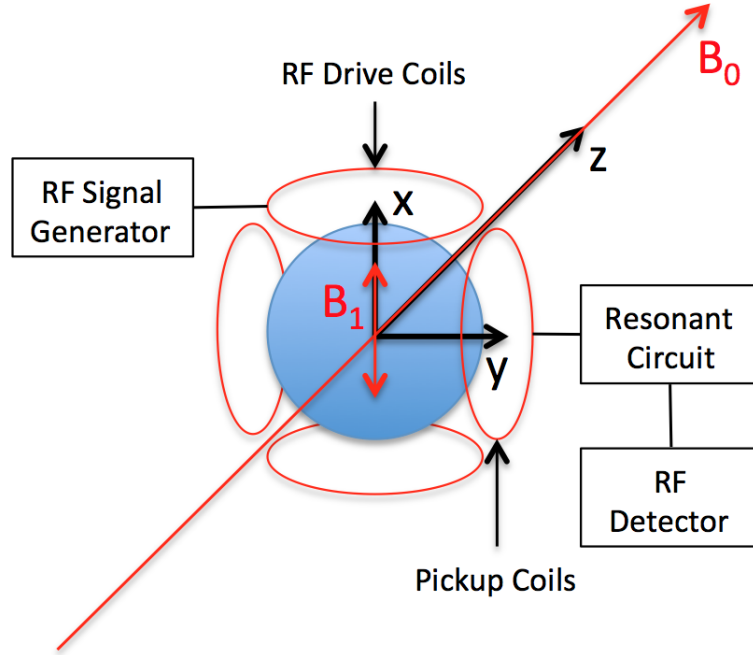 RF Drive Coils
B0
z
RF Signal
Generator
x
B1
y
Resonant
Circuit
RF
Detector
Pickup Coils